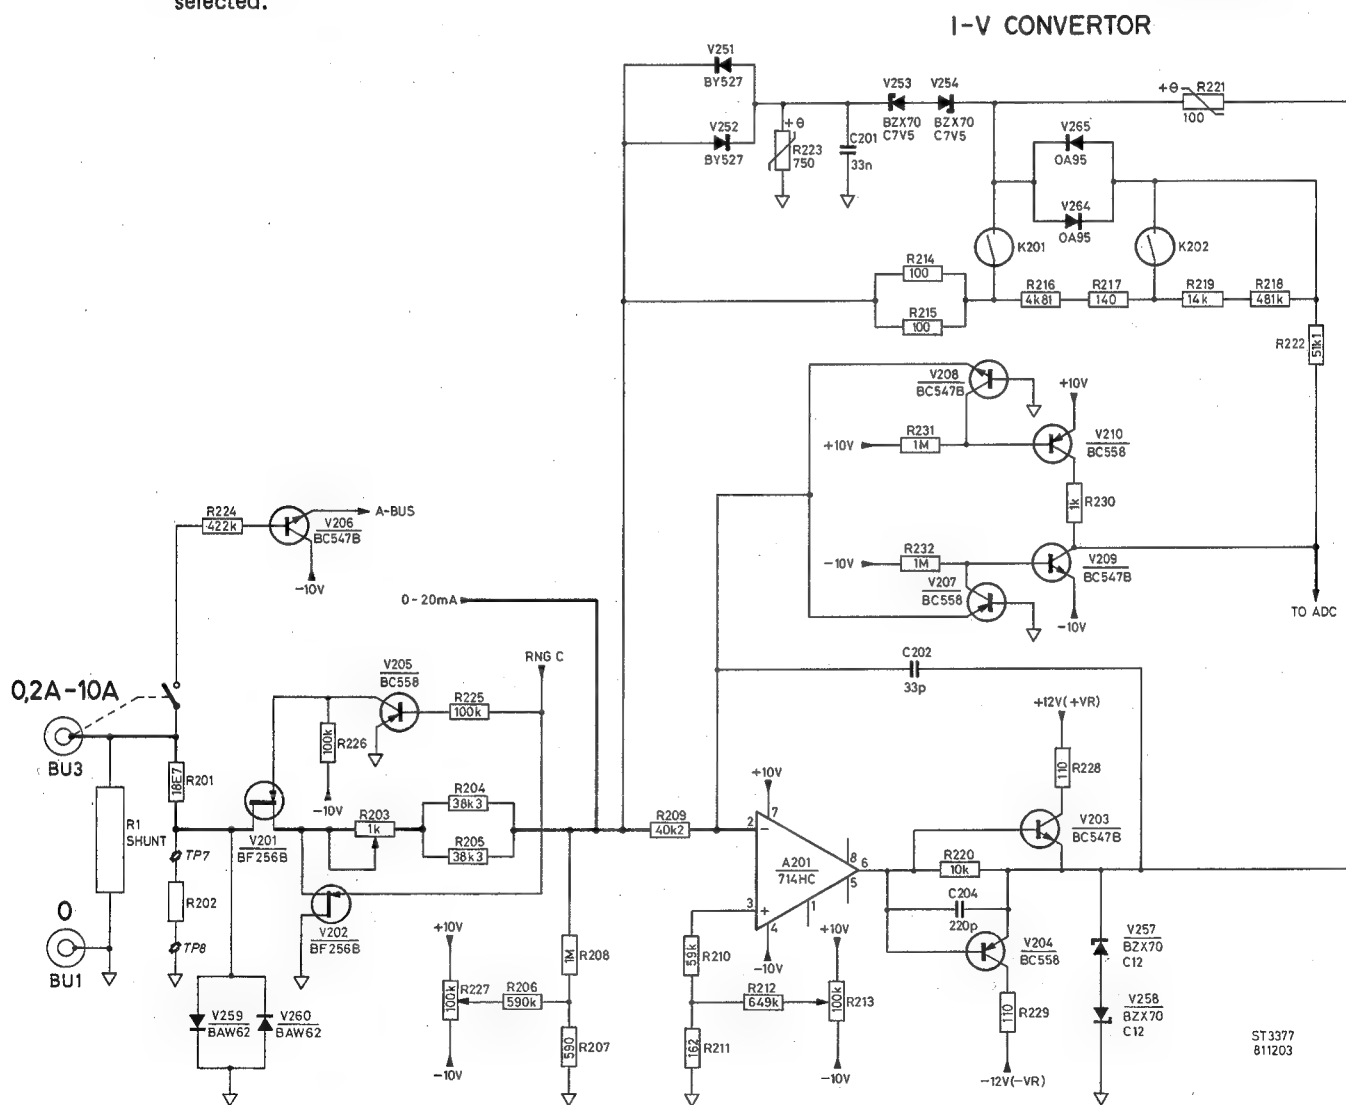 selected.
I-V CONVERTOR
V251
BY527
V252
BY527
+θ
R223
750
C201
33n
V253
BZX70
C7V5
V254
BZX70
C7V5
+θ
R221
100
V265
OA95
V264
OA95
K201
K202
R214
100
R215
100
R216
4k81
R217
140
R219
14k
R218
481k
R222
51k1
V208
BC547B
+10V
R231
1M
+10V
V210
BC558
R230
1k
-10V
R232
1M
V209
BC547B
V207
BC558
-10V
TO ADC
R224
422k
V206
BC547B
A-BUS
-10V
0-20mA
RNG C
C202
33p
0,2A-10A
BU3
V205
BC558
R225
100k
100k
R226
-10V
18E7
R201
R1
SHUNT
V201
BF256B
R203
1k
R204
38k3
R205
38k3
TP7
R202
TP8
0
BU1
V202
BF256B
V259
BAW62
V260
BAW62
+10V
R227
100k
-10V
R206
590k
1M
R208
590
R207
R209
40k2
+10V
7
2
-
A201
714HC
3
+
4
-10V
1
8
6
5
59k
R210
R212
649k
162
R211
+10V
100k
R213
-10V
+12V(+VR)
110
R228
V203
BC547B
R220
10k
C204
220p
V204
BC558
110
R229
-12V(-VR)
V257
BZX70
C12
V258
BZX70
C12
ST3377
811203